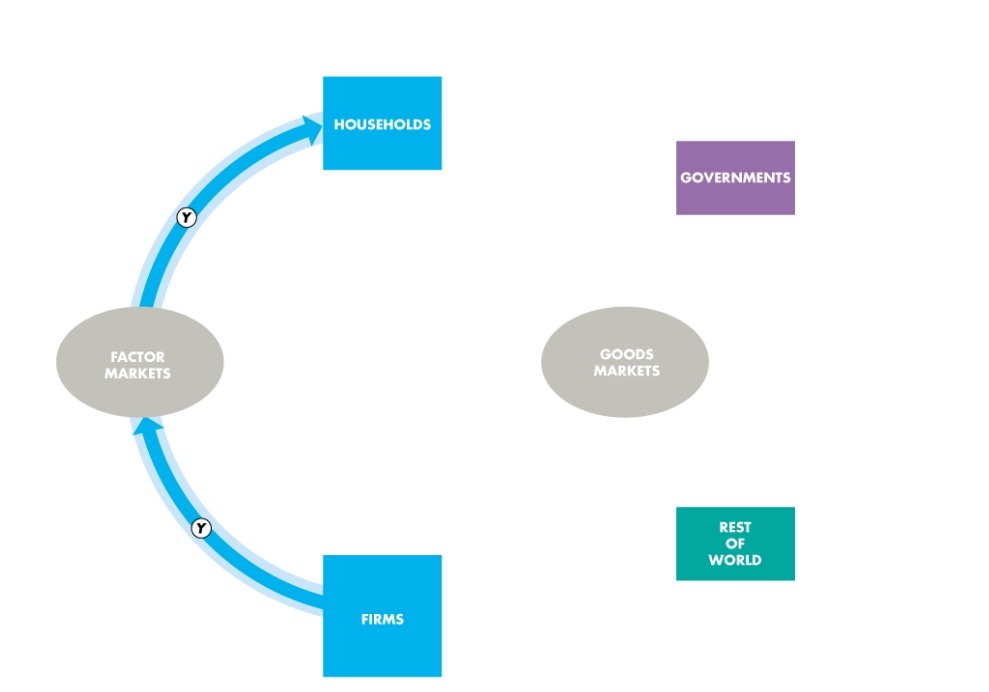 HOUSEHOLDS
GOVERNMENTS
Y
FACTOR
MARKETS
GOODS
MARKETS
Y
REST
OF
WORLD
FIRMS